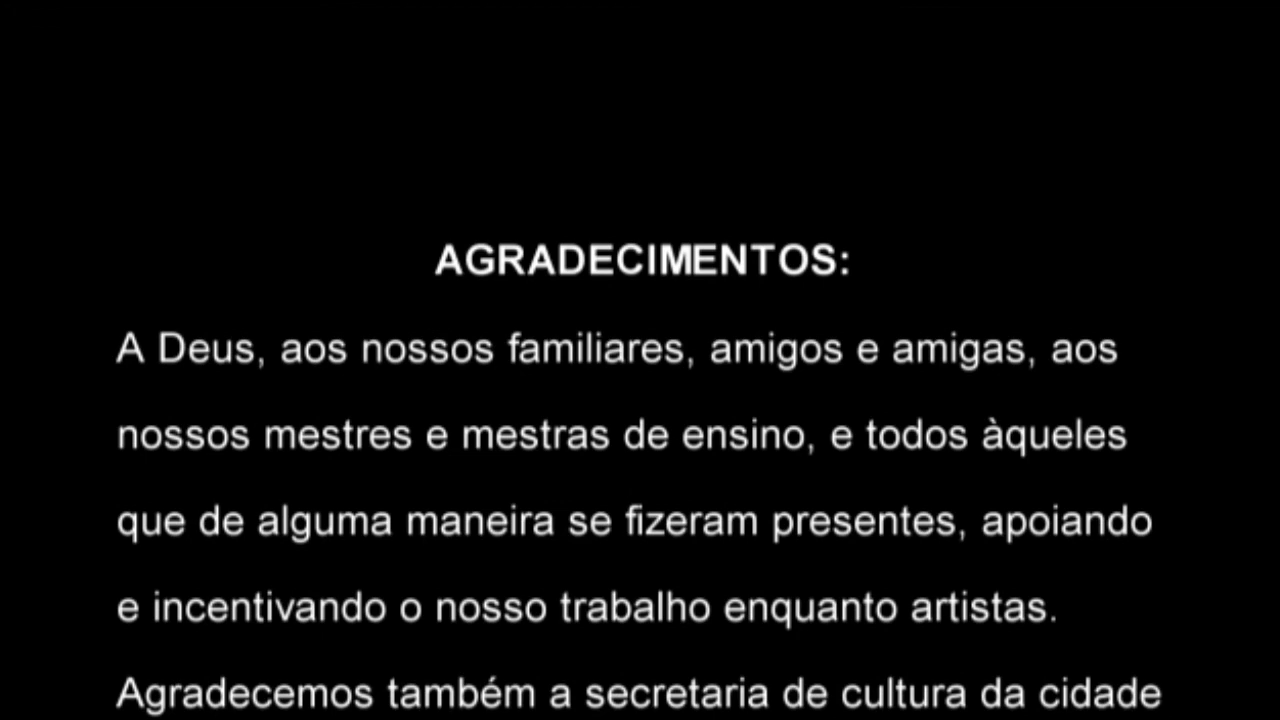 AGRADECIMENTOS:
A Deus, aos nossos familiares, amigos e amigas, aos
nossos mestres e mestras de ensino, e todos àqueles
que de alguma maneira se fizeram presentes, apoiando
e incentivando o nosso trabalho enquanto artistas.
Agradecemos também a secretaria de cultura da cidade